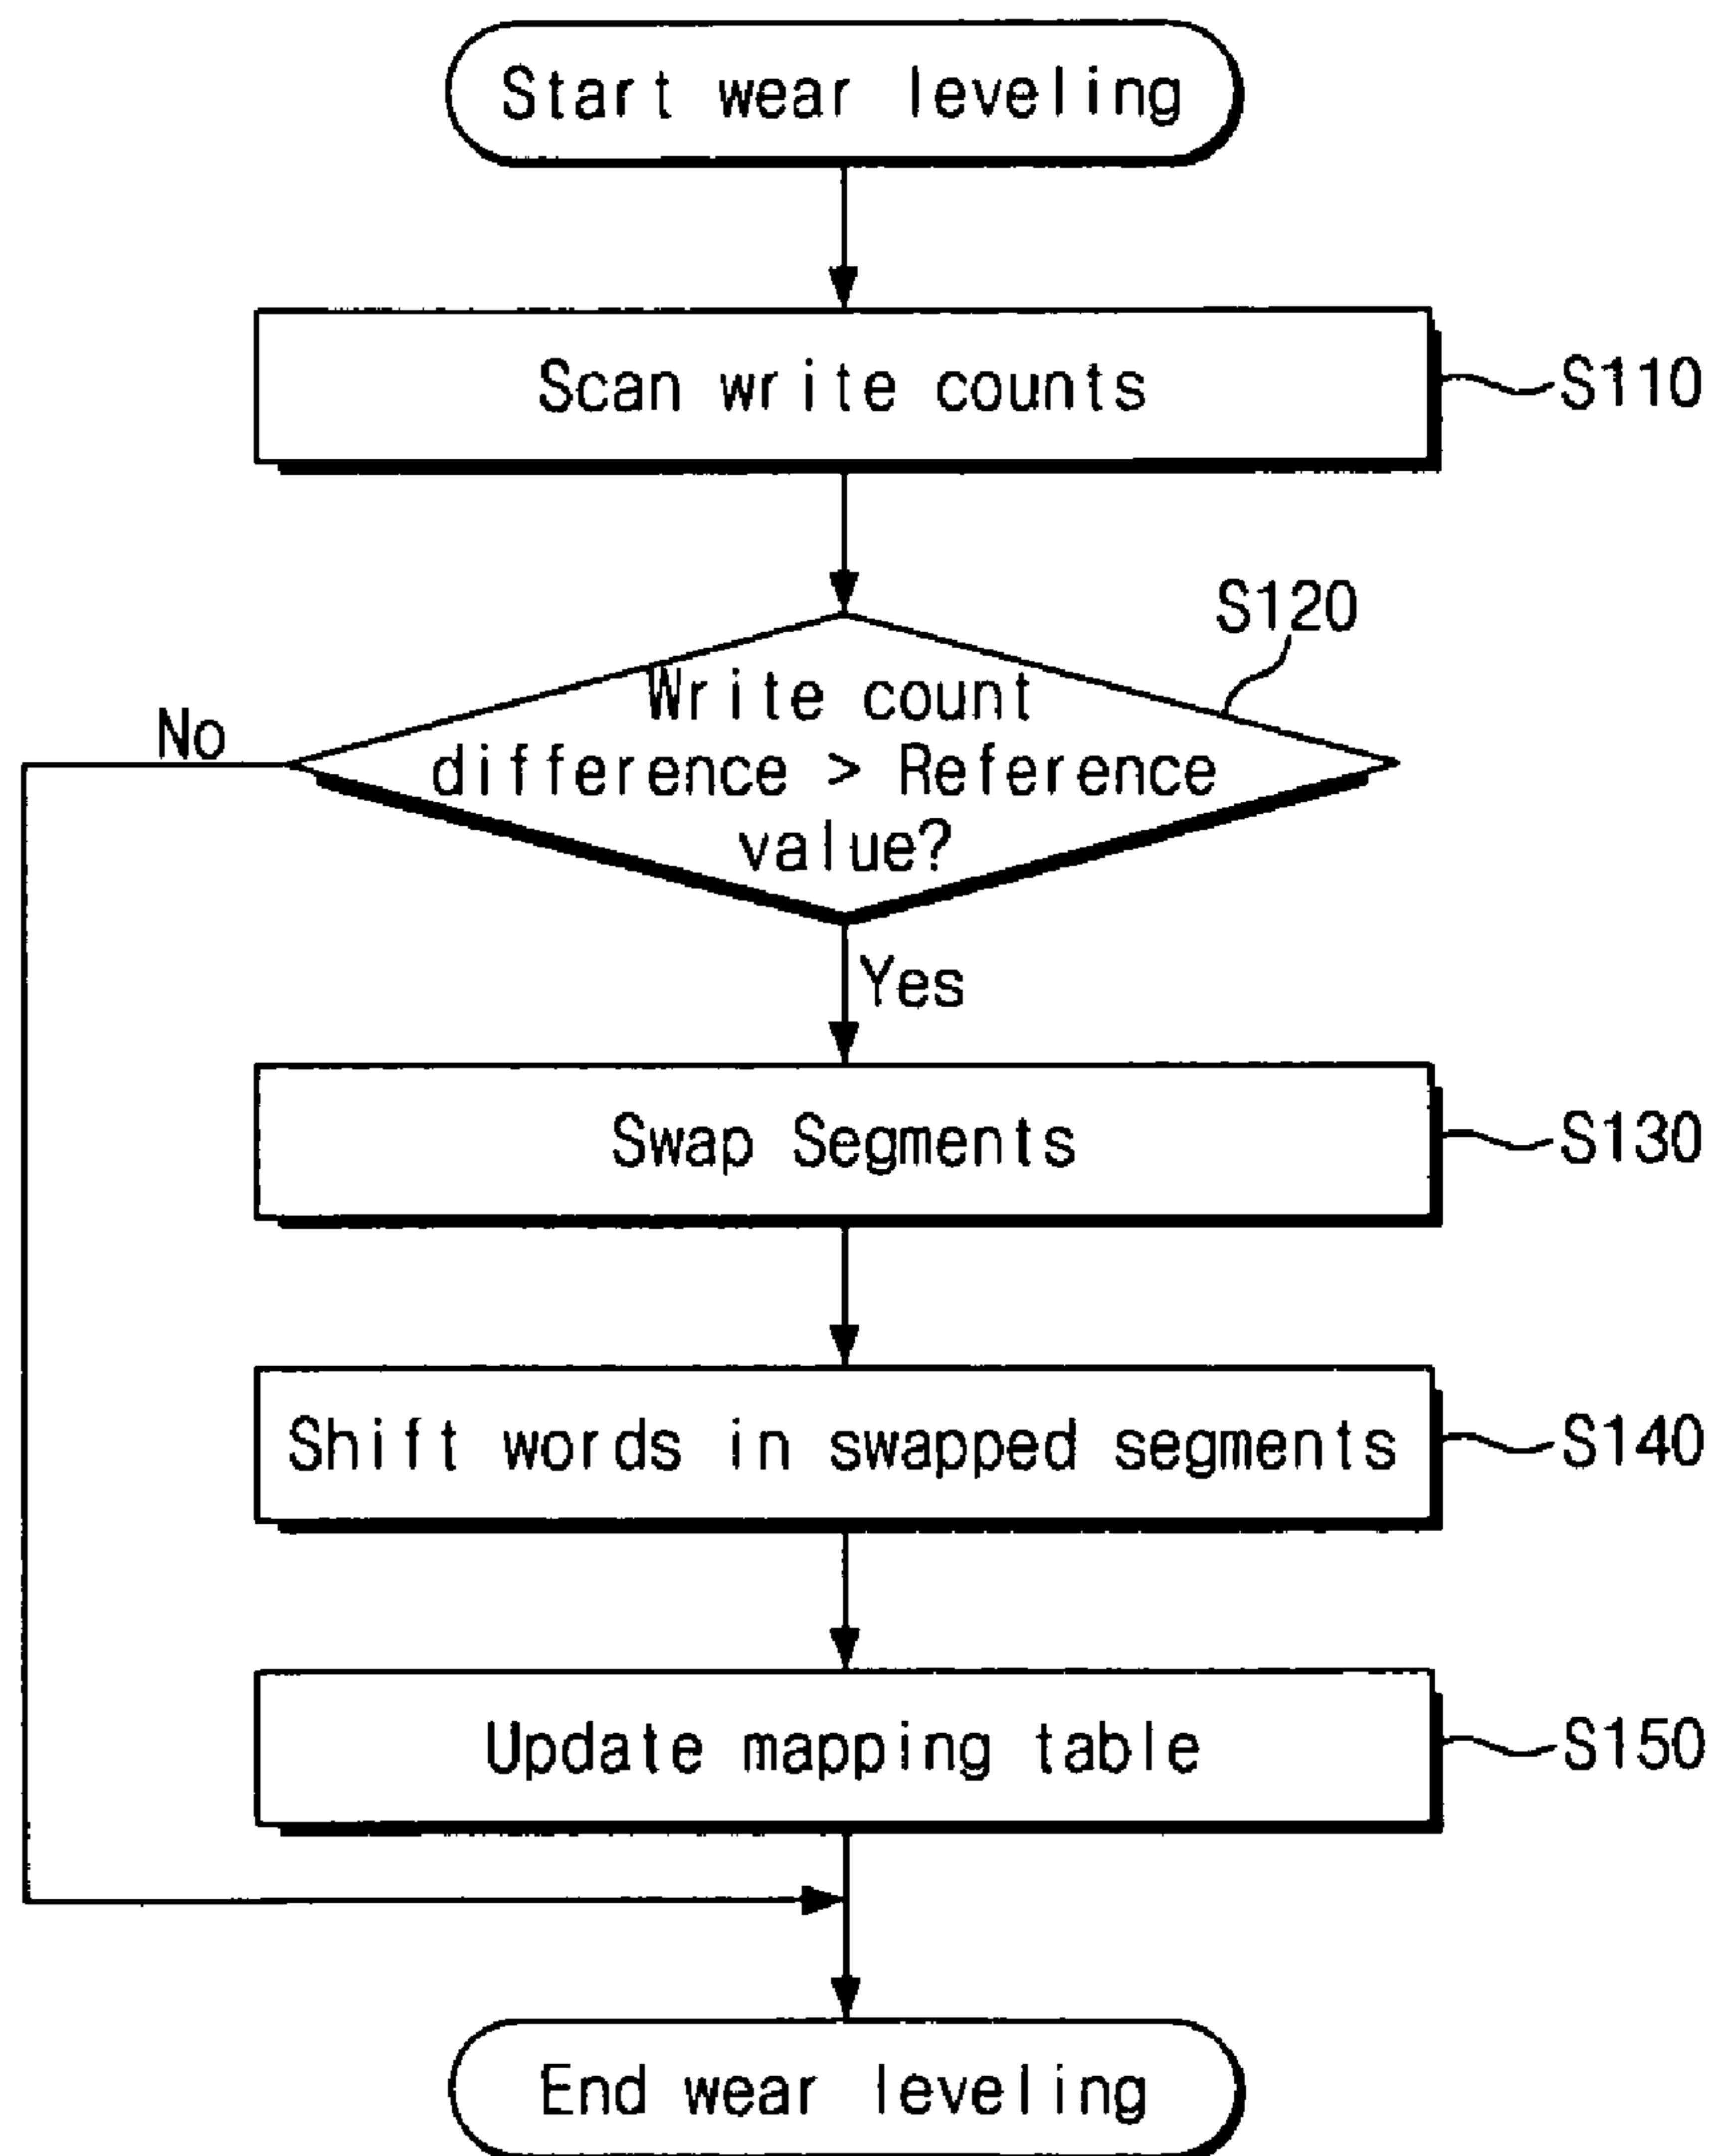 Start wear leveling
Scan write counts
S110
S120
Write count
difference > Reference
value?
No
Yes
Swap Segments
S130
Shift words in swapped segments
S140
Update mapping table
S150
End wear leveling